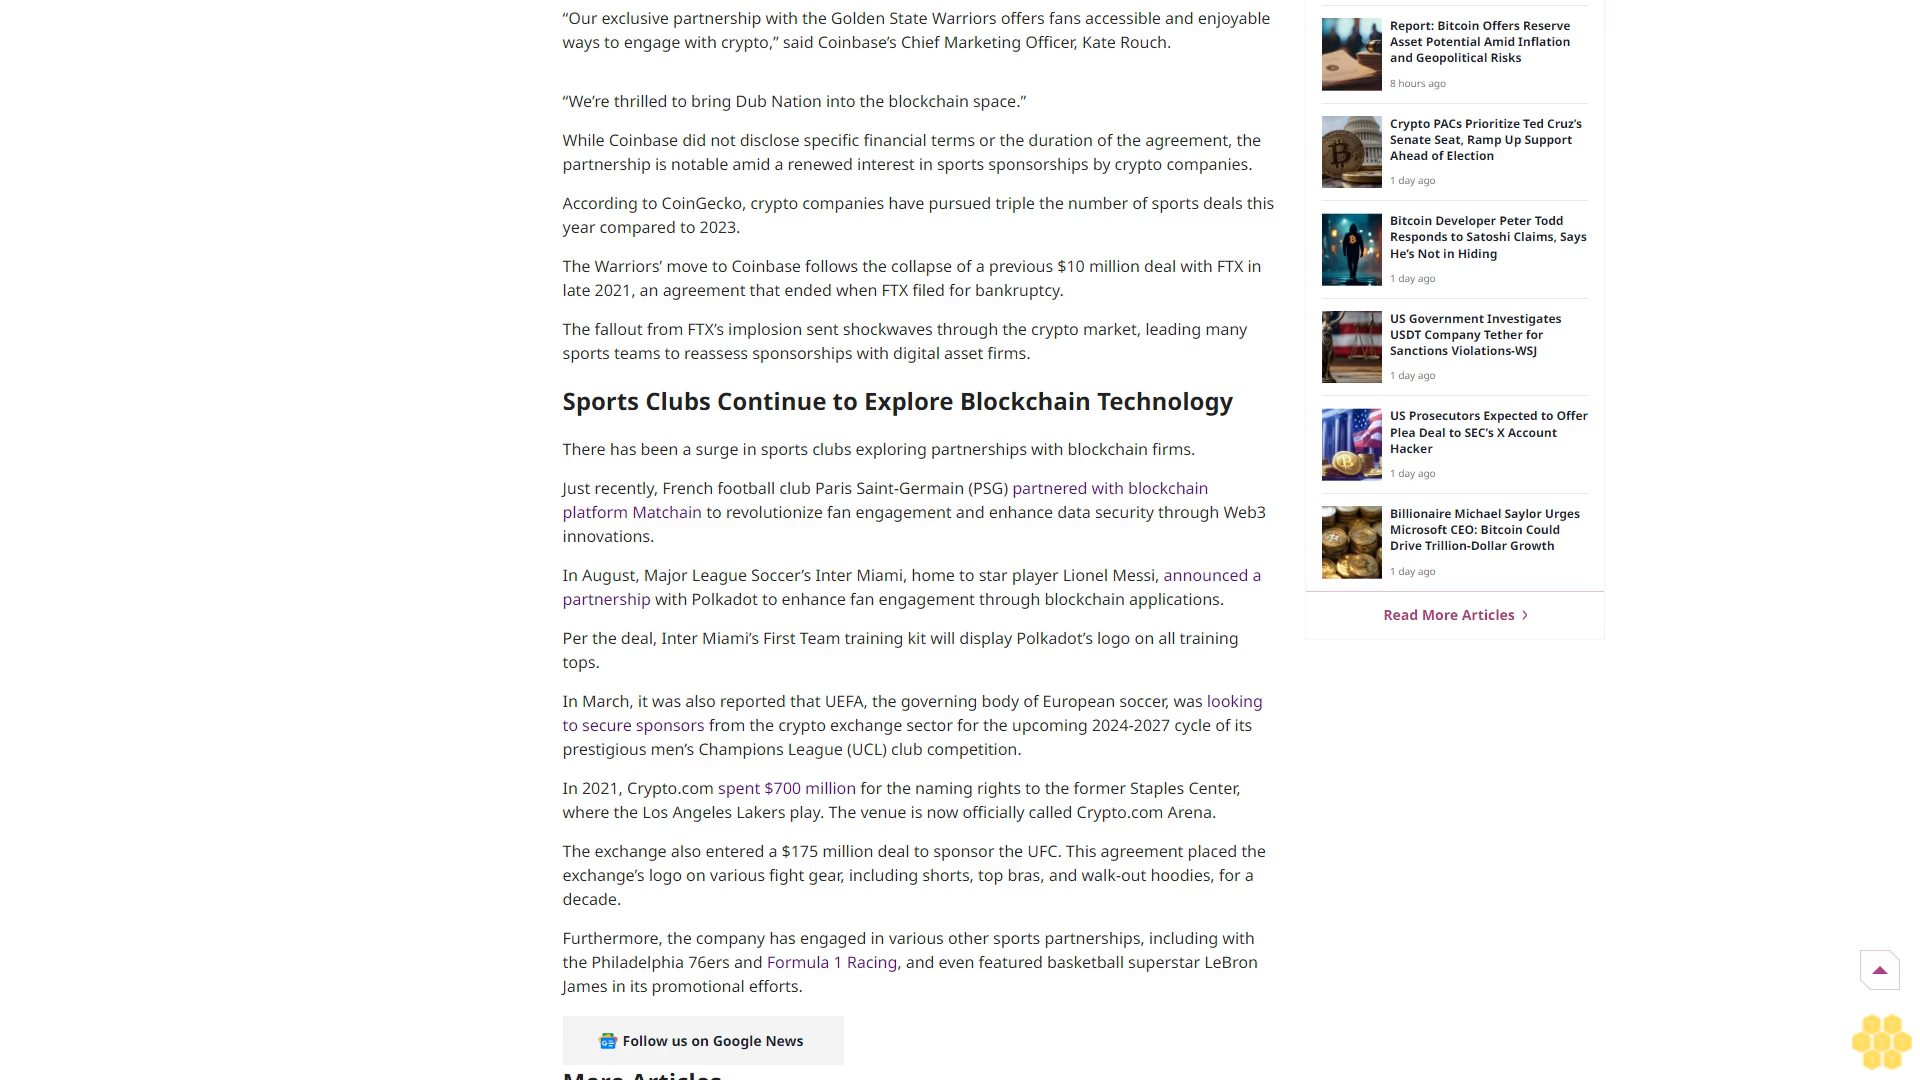 “Our exclusive partnership with the Golden State Warriors offers fans accessible and enjoyable
ways to engage with crypto,” said Coinbase’s Chief Marketing Officer, Kate Rouch.
“We’re thrilled to bring Dub Nation into the blockchain space.”
While Coinbase did not disclose specific financial terms or the duration of the agreement, the
partnership is notable amid a renewed interest in sports sponsorships by crypto companies.
According to CoinGecko, crypto companies have pursued triple the number of sports deals this
year compared to 2023.
The Warriors’ move to Coinbase follows the collapse of a previous $10 million deal with FTX in
late 2021, an agreement that ended when FTX filed for bankruptcy.
The fallout from FTX’s implosion sent shockwaves through the crypto market, leading many
sports teams to reassess sponsorships with digital asset firms.
Sports Clubs Continue to Explore Blockchain Technology
There has been a surge in sports clubs exploring partnerships with blockchain firms.
Just recently, French football club Paris Saint-Germain (PSG) partnered with blockchain
platform Matchain to revolutionize fan engagement and enhance data security through Web3
innovations.
In August, Major League Soccer’s Inter Miami, home to star player Lionel Messi, announced a
partnership with Polkadot to enhance fan engagement through blockchain applications.
Per the deal, Inter Miami’s First Team training kit will display Polkadot’s logo on all training
tops.
In March, it was also reported that UEFA, the governing body of European soccer, was looking
to secure sponsors from the crypto exchange sector for the upcoming 2024-2027 cycle of its
prestigious men’s Champions League (UCL) club competition.
In 2021, Crypto.com spent $700 million for the naming rights to the former Staples Center,
where the Los Angeles Lakers play. The venue is now officially called Crypto.com Arena.
The exchange also entered a $175 million deal to sponsor the UFC. This agreement placed the
exchange’s logo on various fight gear, including shorts, top bras, and walk-out hoodies, for a
decade.
Furthermore, the company has engaged in various other sports partnerships, including with
the Philadelphia 76ers and Formula 1 Racing, and even featured basketball superstar LeBron
James in its promotional efforts.
Follow us on Google News
More Articles
Report: Bitcoin Offers Reserve
Asset Potential Amid Inflation
and Geopolitical Risks
8 hours ago
Crypto PACs Prioritize Ted Cruz’s
Senate Seat, Ramp Up Support
Ahead of Election
1 day ago
Bitcoin Developer Peter Todd
Responds to Satoshi Claims, Says
He’s Not in Hiding
1 day ago
US Government Investigates
USDT Company Tether for
Sanctions Violations-WSJ
1 day ago
US Prosecutors Expected to Offer
Plea Deal to SEC’s X Account
Hacker
1 day ago
Billionaire Michael Saylor Urges
Microsoft CEO: Bitcoin Could
Drive Trillion-Dollar Growth
1 day ago
Read More Articles